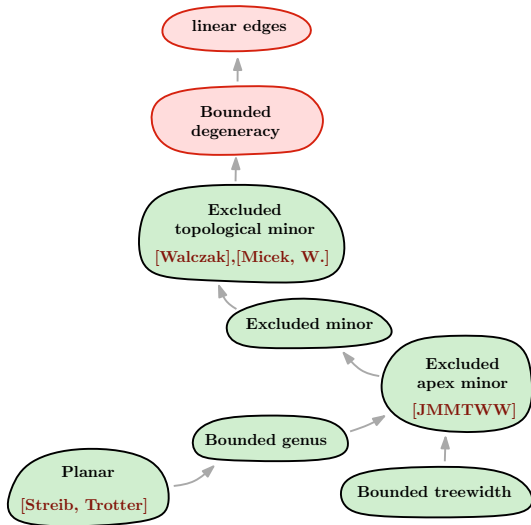 linear edges
Bounded
degeneracy
Excluded
topological minor
[Walczak],[Micek, W.]
Excluded minor
Excluded
apex minor
[JMMTWW]
Bounded genus
Planar
[Streib, Trotter]
Bounded treewidth